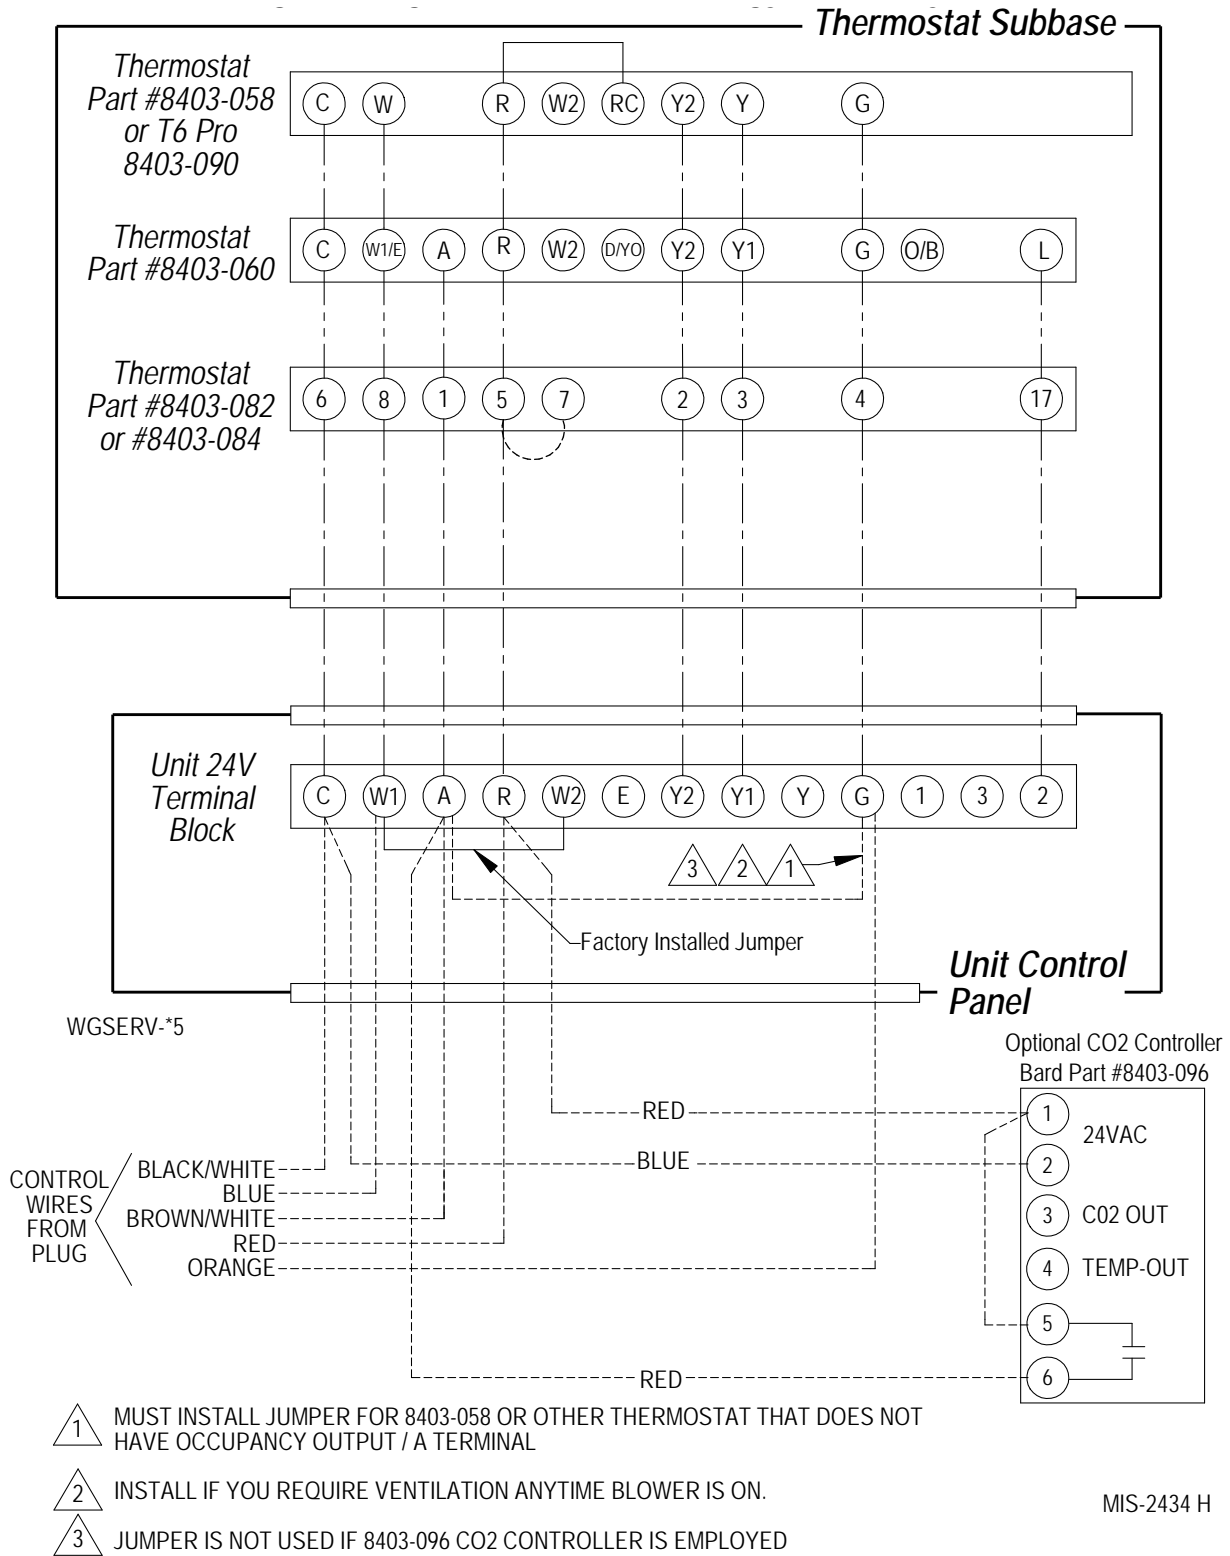 Thermostat Subbase
Thermostat
Part #8403-058
or T6 Pro
8403-090
C W R W2 RC Y2 Y G
Thermostat
Part #8403-060
C W1/E A R W2 D/YO Y2 Y1 G O/B L
Thermostat
Part #8403-082
or #8403-084
6 8 1 5 7 2 3 4 17
Unit 24V
Terminal
Block
C W1 A R W2 E Y2 Y1 Y G 1 3 2
3 2 1
Factory Installed Jumper
Unit Control
Panel
WGSERV-*5
Optional CO2 Controller
Bard Part #8403-096
RED
1
24VAC
BLUE
2
3 C02 OUT
4 TEMP-OUT
5
6
RED
CONTROL
WIRES
FROM
PLUG
BLACK/WHITE
BLUE
BROWN/WHITE
RED
ORANGE
1 MUST INSTALL JUMPER FOR 8403-058 OR OTHER THERMOSTAT THAT DOES NOT
HAVE OCCUPANCY OUTPUT / A TERMINAL
2 INSTALL IF YOU REQUIRE VENTILATION ANYTIME BLOWER IS ON.
MIS-2434 H
3 JUMPER IS NOT USED IF 8403-096 CO2 CONTROLLER IS EMPLOYED